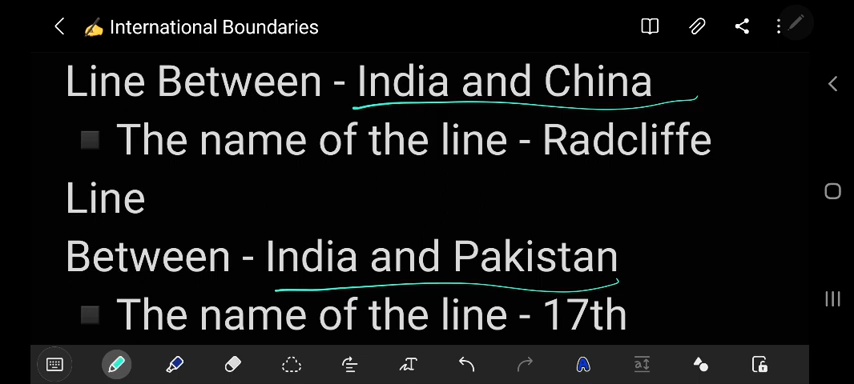 ✍️ International Boundaries
Line Between - India and China
◾ The name of the line - Radcliffe
Line
Between - India and Pakistan
◾ The name of the line - 17th